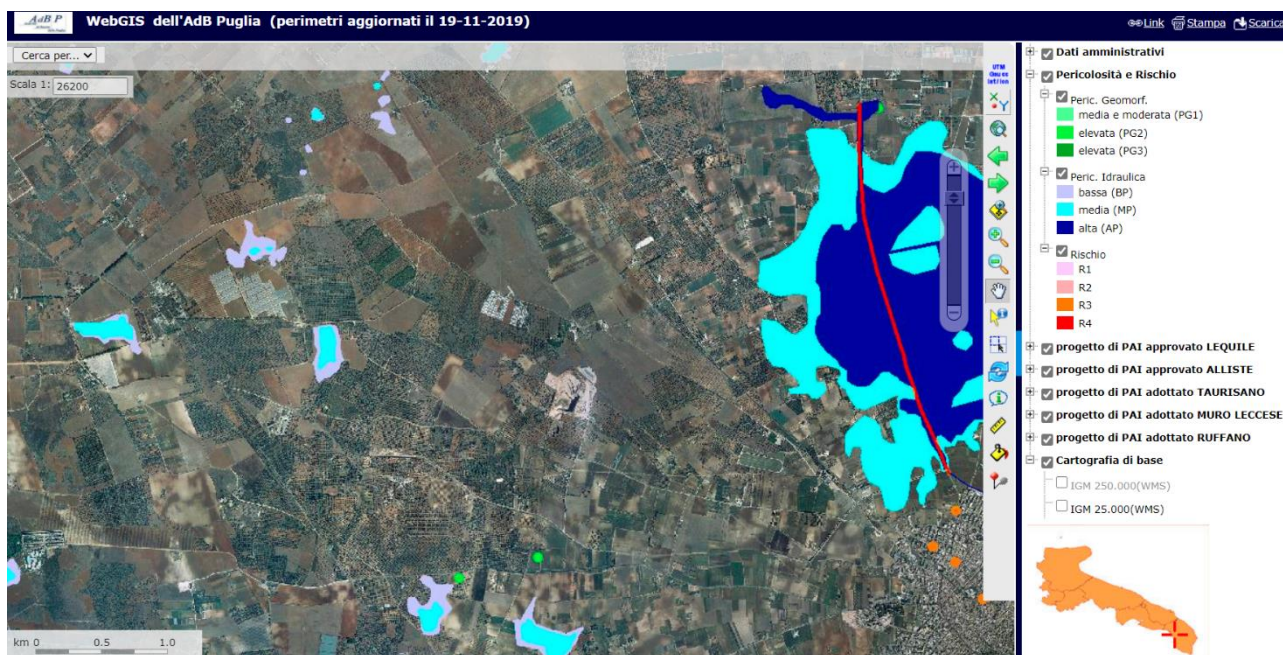 AdB P
WebGIS dell'AdB Puglia (perimetri aggiornati il 19-11-2019)
Link Stampa Scarica
Cerca per...
Scala 1: 26200
UTM
km 0 0.5 1.0
Dati amministrativi
Pericolosità e Rischio
Peric. Geomorf.
media e moderata (PG1)
elevata (PG2)
elevata (PG3)
Peric. Idraulica
bassa (BP)
media (MP)
alta (AP)
Rischio
R1
R2
R3
R4
progetto di PAI approvato LEQUILE
progetto di PAI approvato ALLISTE
progetto di PAI adottato TAURISANO
progetto di PAI adottato MURO LECCESE
progetto di PAI adottato RUFFANO
Cartografia di base
IGM 250.000(WMS)
IGM 25.000(WMS)